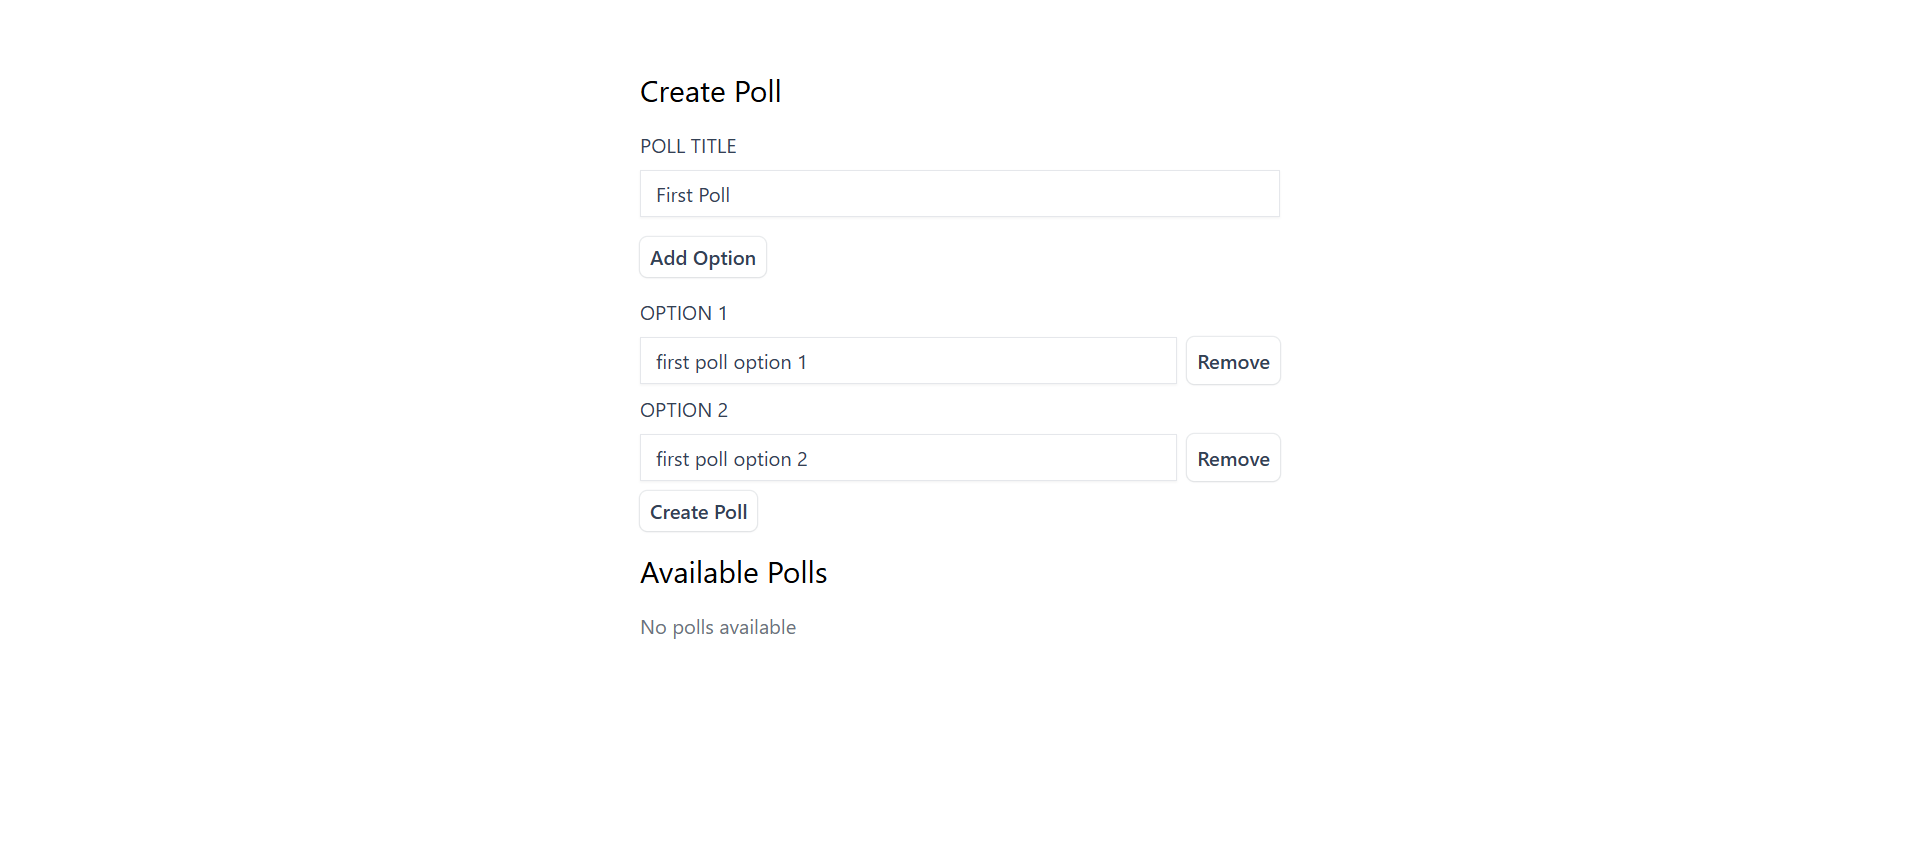 Create Poll
POLL TITLE
First Poll
Add Option
OPTION 1
first poll option 1 Remove
OPTION 2
first poll option 2 Remove
Create Poll
Available Polls
No polls available